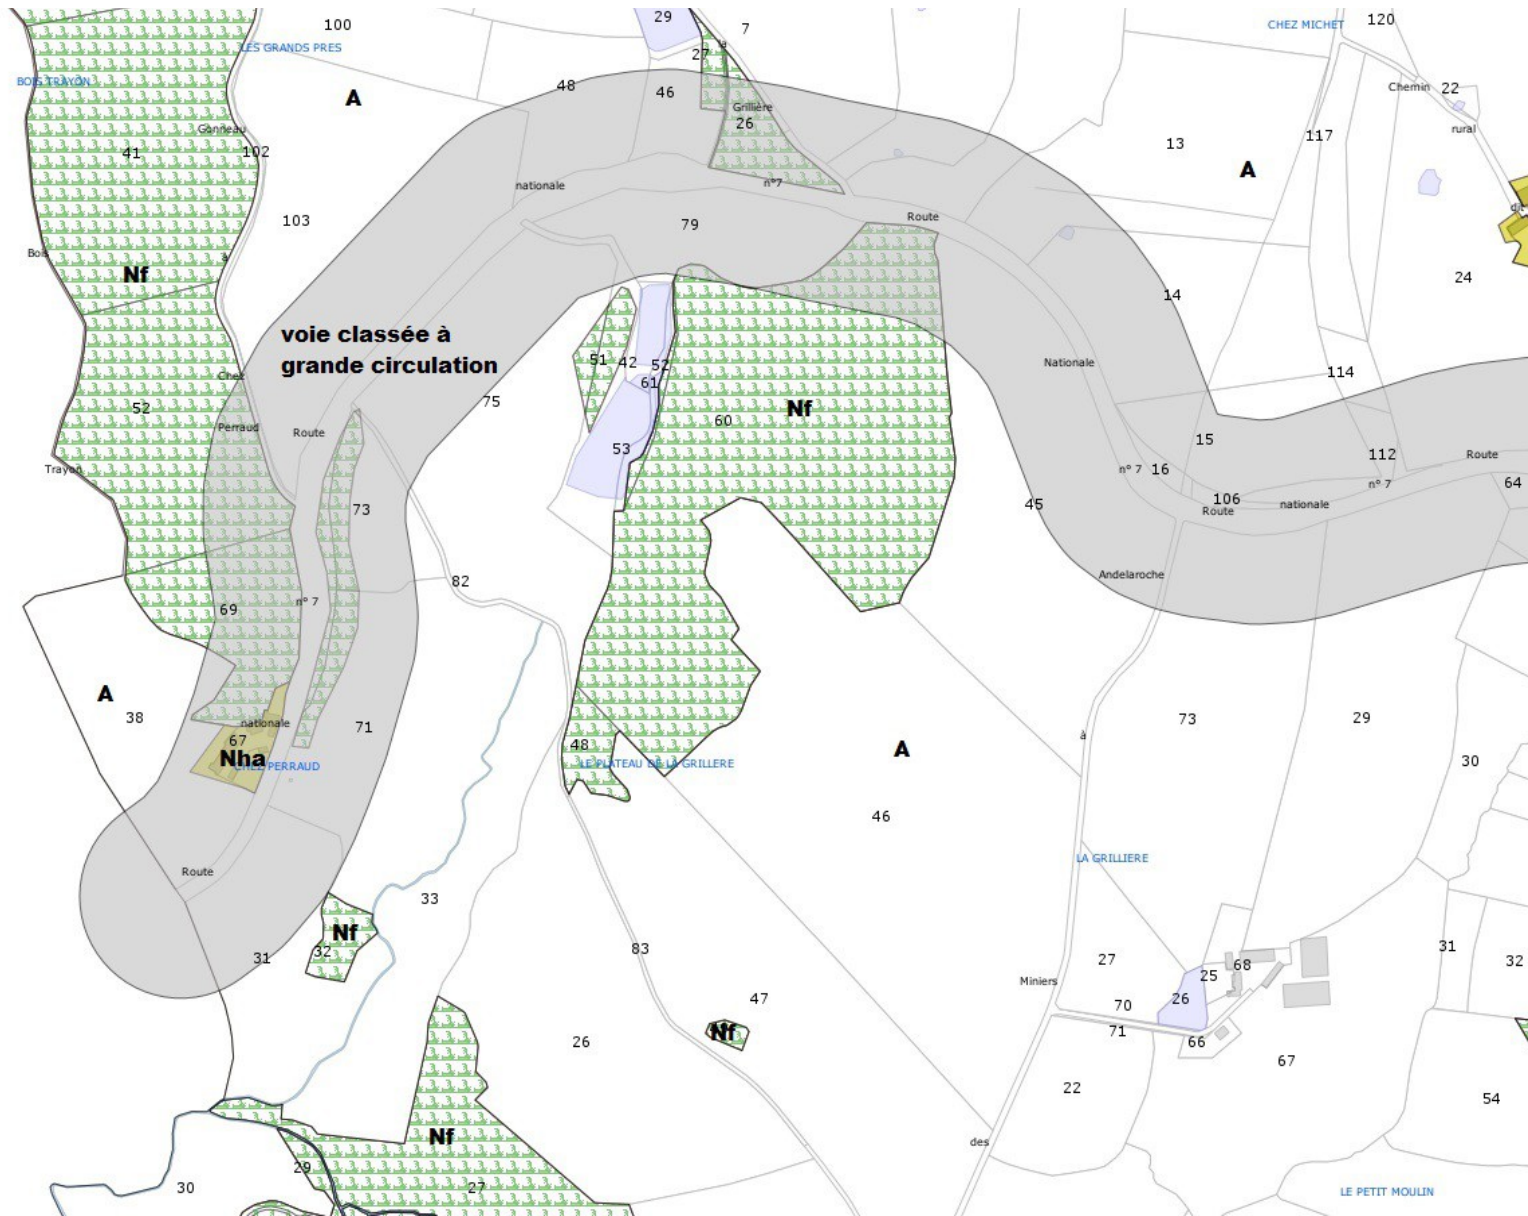 29
7
100
CHEZ MICHET
120
LES GRANDS PRES
la
27
BOIS TRAYON
48
46
A
Chemin
22
Grillière
26
Gonneau
rural
117
13
41
102
A
nationale
n°7
103
79
Route
dit
Bois
à
Nf
24
14
voie classée à
grande circulation
51
42
52
61
Nationale
114
Chez
52
75
Nf
60
Perraud
Route
15
53
112
Route
Trayon
n° 7
16
n° 7
64
73
45
106
Route
nationale
82
Andelaroche
n° 7
69
A
38
nationale
71
73
29
67
48
à
A
Nha
CHEZ PERRAUD
LE PLATEAU DE LA GRILLERE
30
46
LA GRILLIERE
Route
33
Nf
32
31
83
31
27
68
32
25
Miniers
47
26
70
Nf
71
26
66
67
22
54
Nf
des
29
30
27
LE PETIT MOULIN